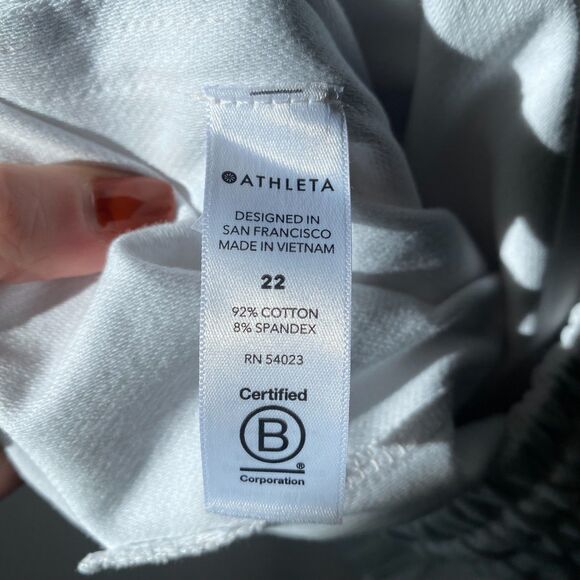 ATHLETA
DESIGNED IN
SAN FRANCISCO
MADE IN VIETNAM
22
92% COTTON
8% SPANDEX
RN 54023
Certified
B
®
Corporation